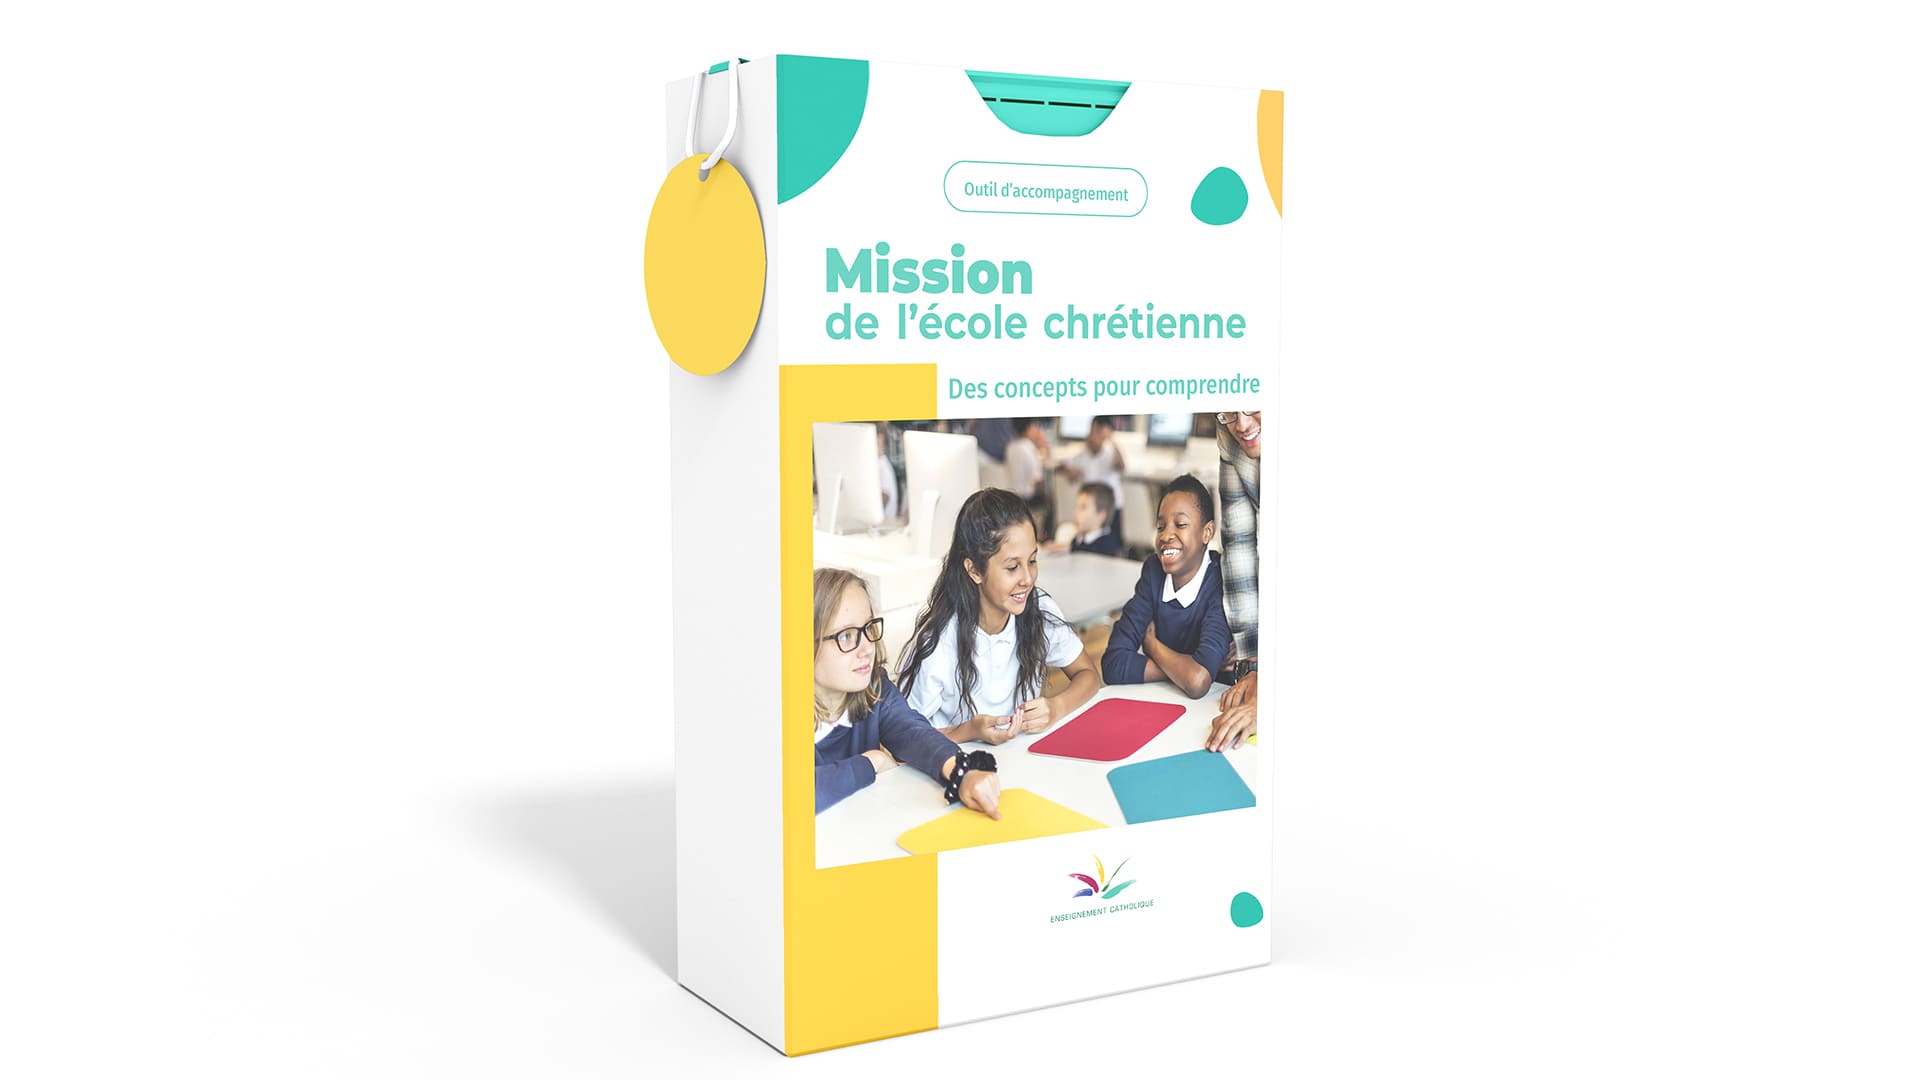 Outil d'accompagnement
Mission
de l'école chrétienne
Des concepts pour comprendre
ENSEIGNEMENT CATHOLIQUE